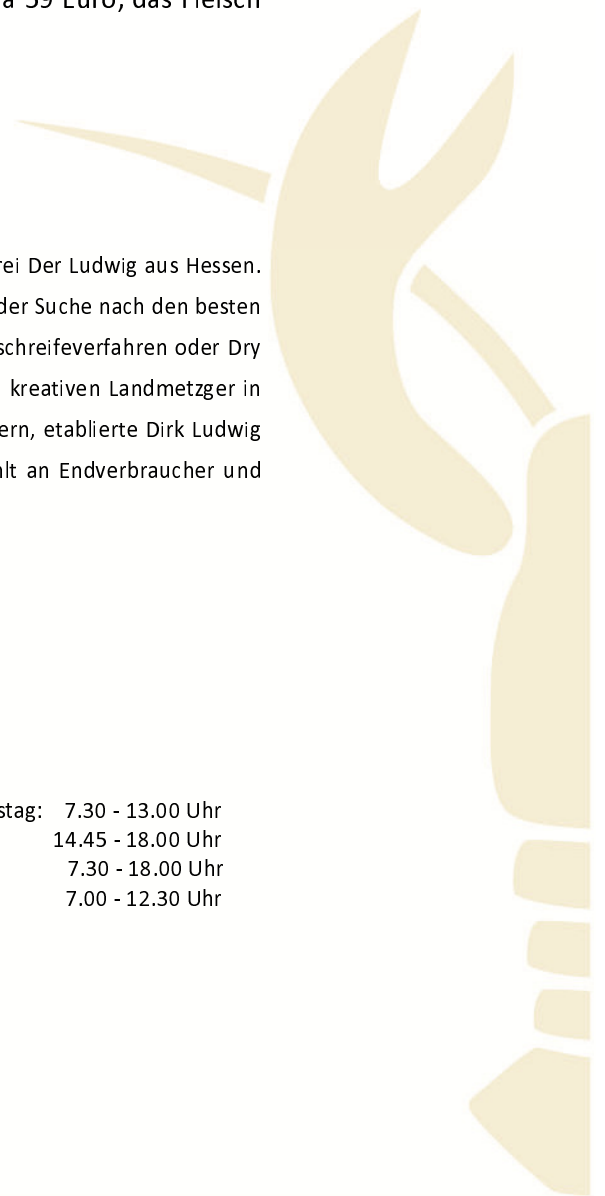 a 59 Euro, das Fleisch
rei Der Ludwig aus Hessen.
der Suche nach den besten
schreifeverfahren oder Dry
kreativen Landmetzger in
ern, etablierte Dirk Ludwig
lt an Endverbraucher und
stag: 7.30 - 13.00 Uhr
14.45 - 18.00 Uhr
7.30 - 18.00 Uhr
7.00 - 12.30 Uhr